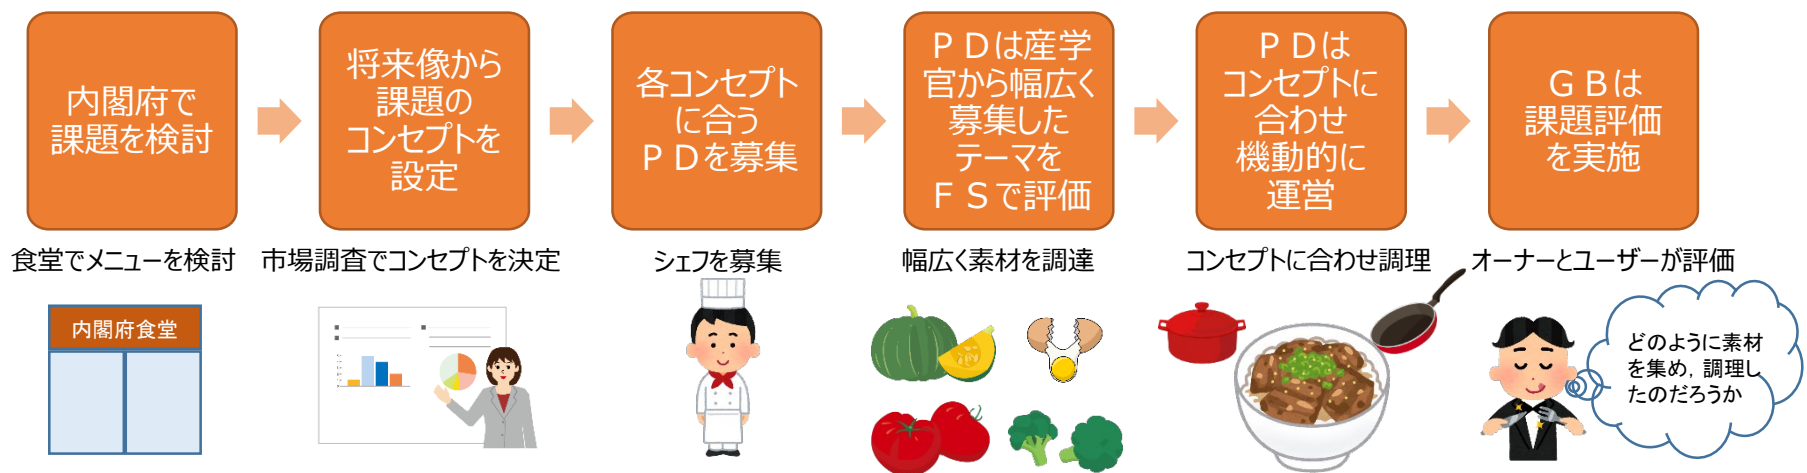 内閣府で
課題を検討
将来像から
課題の
コンセプトを
設定
各コンセプト
に合う
ＰＤを募集
ＰＤは産学
官から幅広く
募集した
テーマを
ＦＳで評価
ＰＤは
コンセプトに
合わせ
機動的に
運営
ＧＢは
課題評価
を実施
食堂でメニューを検討
市場調査でコンセプトを決定
シェフを募集
幅広く素材を調達
コンセプトに合わせ調理
オーナーとユーザーが評価
内閣府食堂
どのように素材
を集め，調理し
たのだろうか